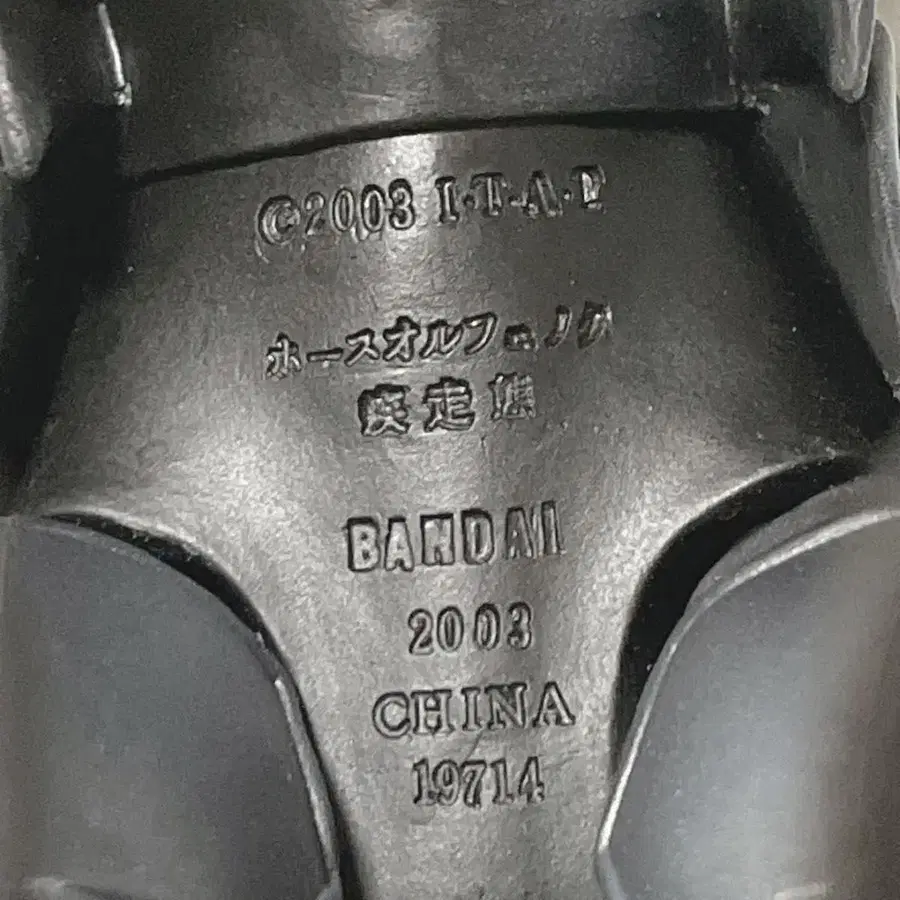 ©2003 I·T·A·P
ホースオルフェノク
疾走態
BANDAI
2003
CHINA
19714